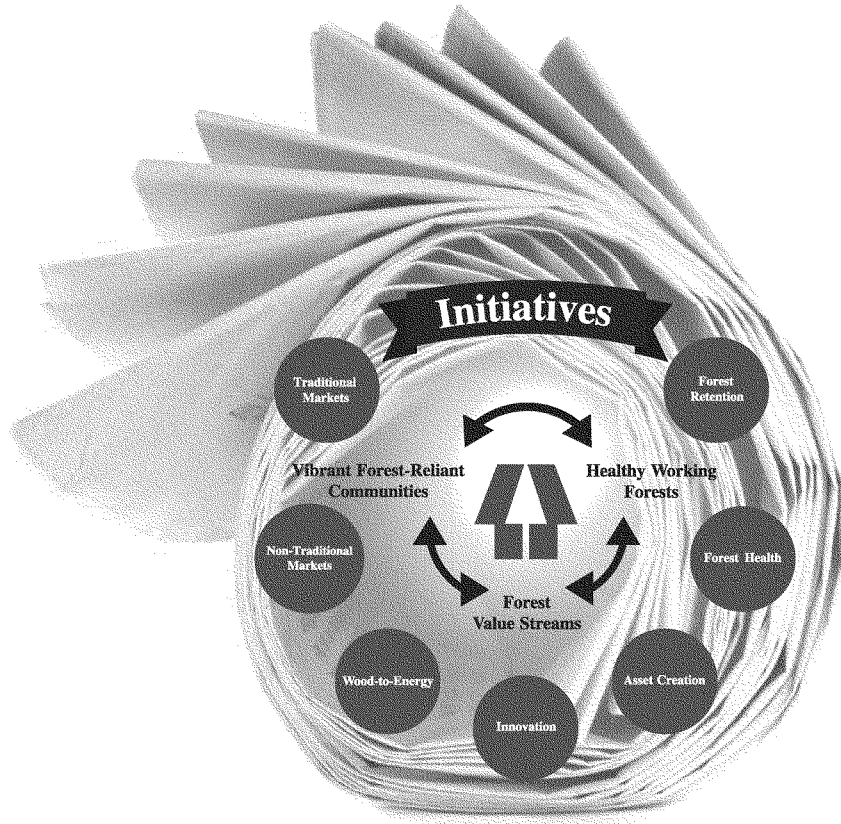 Initiatives
Traditional
Markets
Forest
Retention
Vibrant Forest-Reliant
Communities
Healthy Working
Forests
Non-Traditional
Markets
Forest Health
Forest
Value Streams
Wood-to-Energy
Asset Creation
Innovation